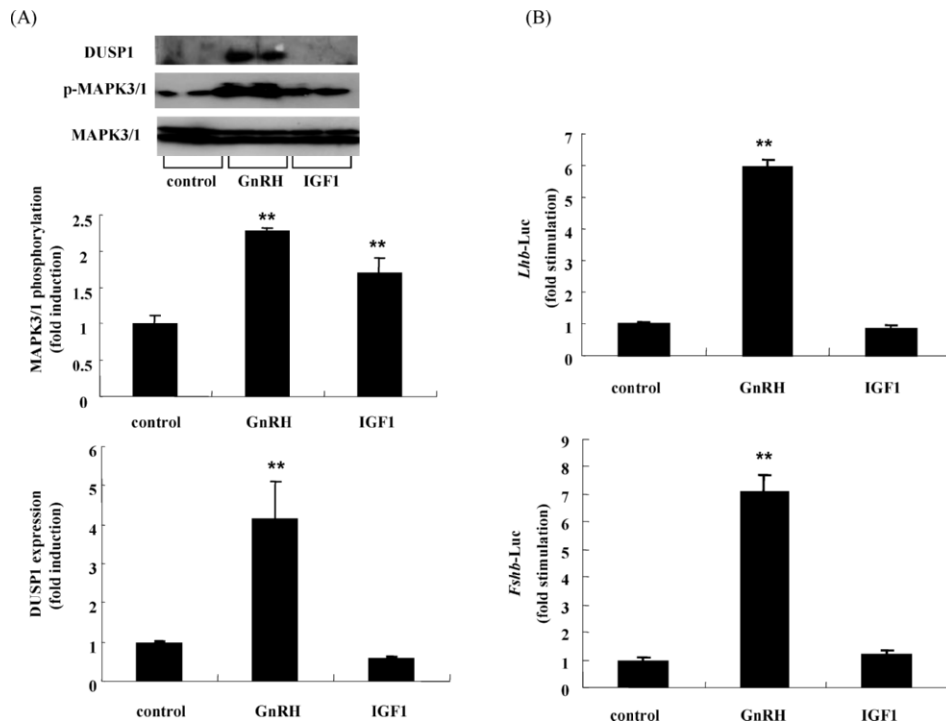 (A)
DUSP1
p-MAPK3/1
MAPK3/1
control GnRH IGF1
MAPK3/1 phosphorylation
(fold induction)
2.5
2
1.5
1
0.5
0
**
**
control GnRH IGF1
DUSP1 expression
(fold induction)
6
5
4
3
2
1
0
**
control GnRH IGF1
(B)
Lhb-Luc
(fold stimulation)
7
6
5
4
3
2
1
0
**
control GnRH IGF1
Fshb-Luc
(fold stimulation)
9
8
7
6
5
4
3
2
1
0
**
control GnRH IGF1